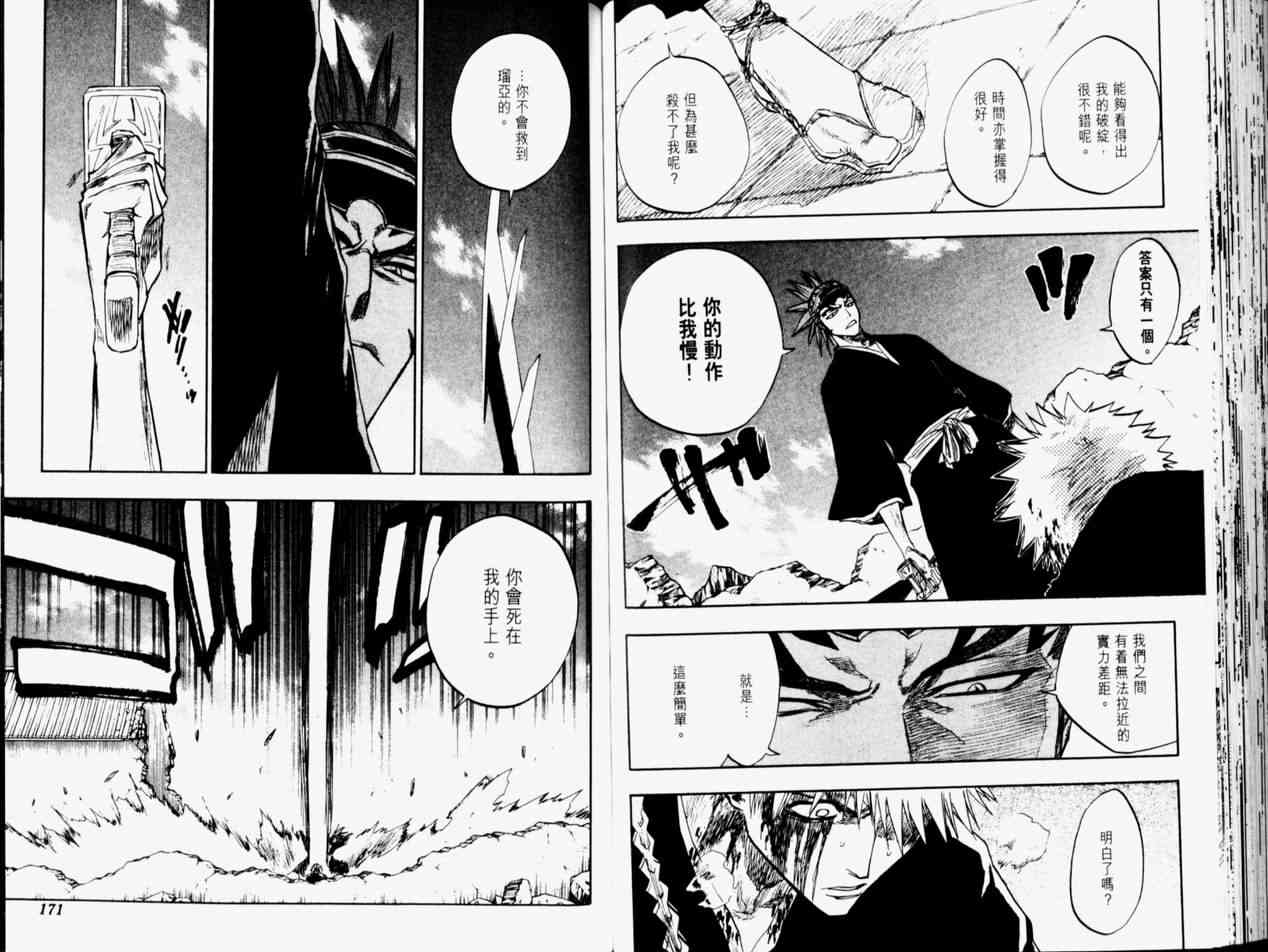 能夠看得出
我的破綻，
很不錯呢。
時間亦掌握得
很好。
但為甚麼
殺不了我呢？
答案只有一個。
你的動作
比我慢！
我們之間
有着無法拉近的
實力差距。
就是…
這麼簡單。
明白了嗎？
…你不會救到
瑠亞的。
你會死在
我的手上。
171